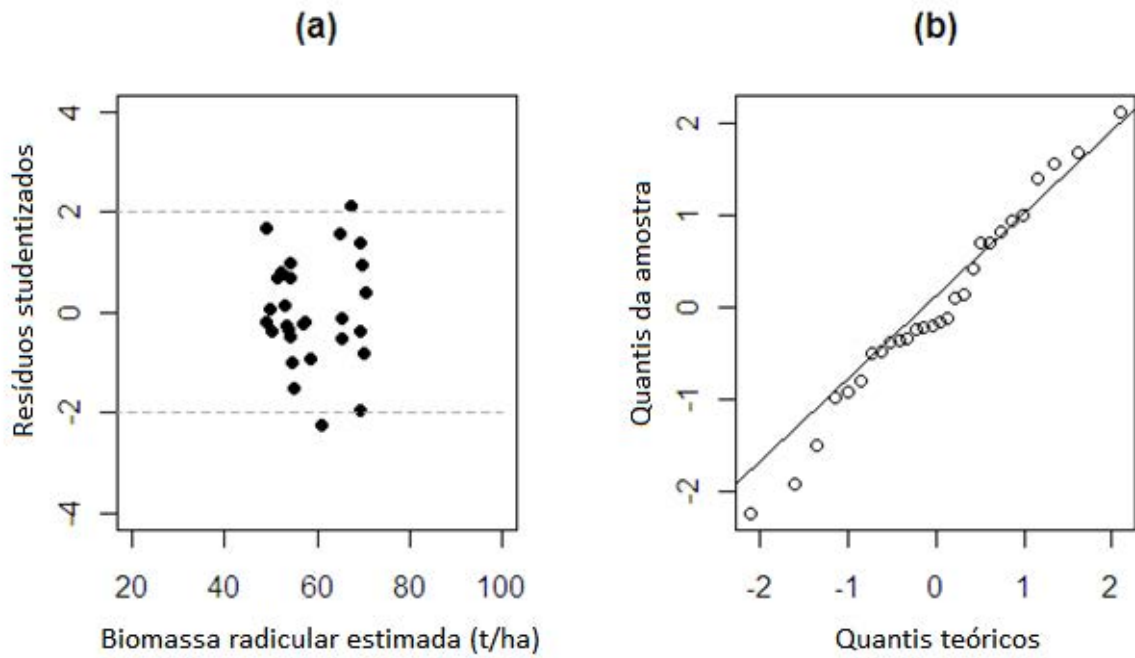 (a)
Resíduos studentizados
4
2
0
-2
-4
20 40 60 80 100
Biomassa radicular estimada (t/ha)
(b)
Quantis da amostra
2
1
0
-1
-2
-2 -1 0 1 2
Quantis teóricos